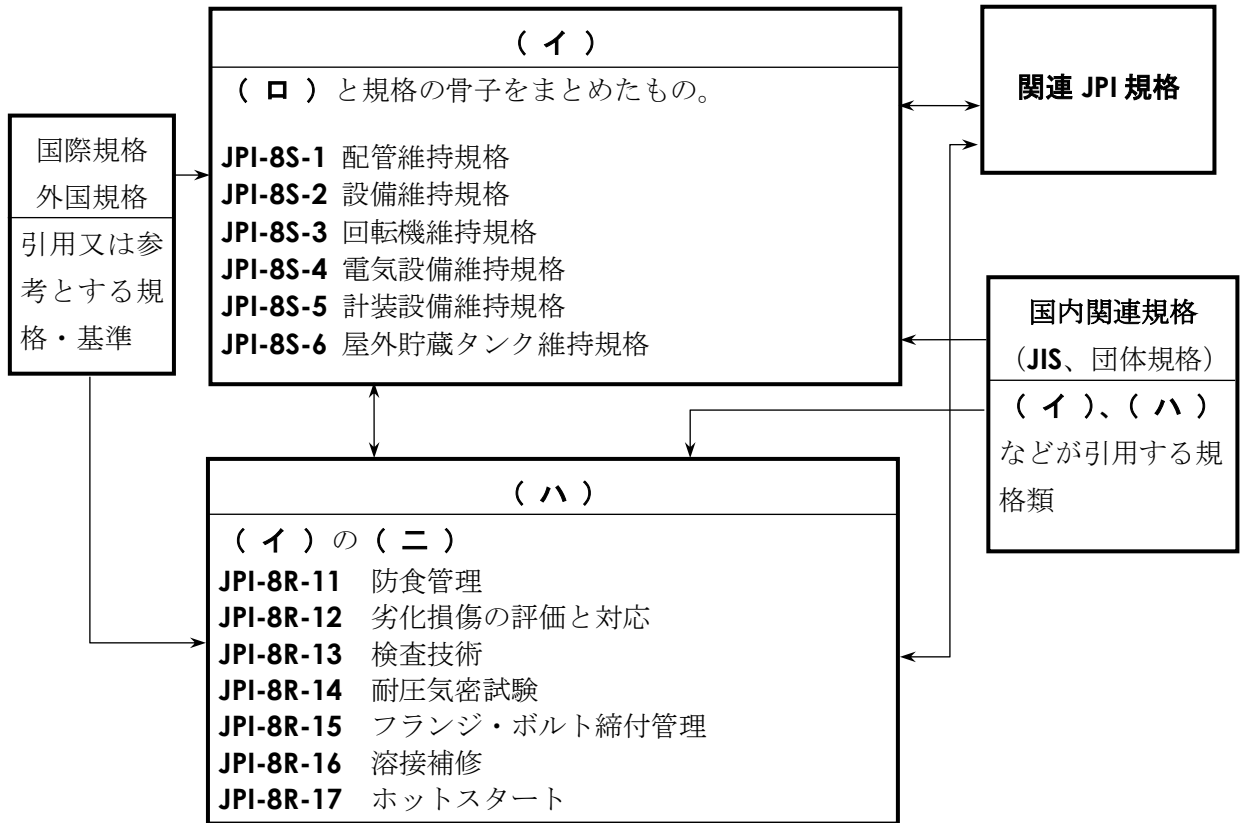 国際規格
外国規格
引用又は参
考とする規
格・基準
( イ )
( ロ ) と規格の骨子をまとめたもの。
JPI-8S-1 配管維持規格
JPI-8S-2 設備維持規格
JPI-8S-3 回転機維持規格
JPI-8S-4 電気設備維持規格
JPI-8S-5 計装設備維持規格
JPI-8S-6 屋外貯蔵タンク維持規格
関連 JPI 規格
国内関連規格
(JIS、団体規格)
( イ )、( ハ )
などが引用する規
格類
( ハ )
( イ ) の ( ニ )
JPI-8R-11 防食管理
JPI-8R-12 劣化損傷の評価と対応
JPI-8R-13 検査技術
JPI-8R-14 耐圧気密試験
JPI-8R-15 フランジ・ボルト締付管理
JPI-8R-16 溶接補修
JPI-8R-17 ホットスタート